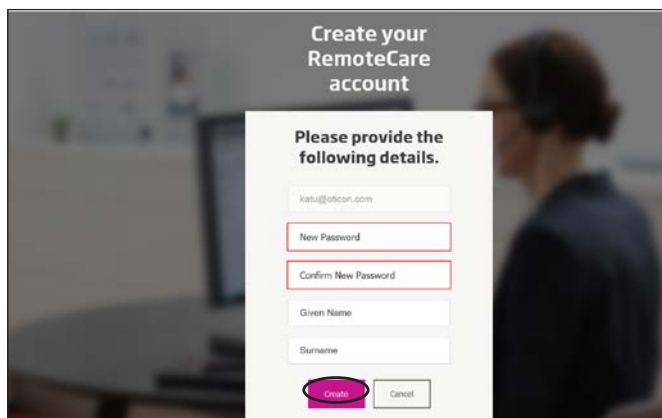 Create your
RemoteCare
account
Please provide the
following details.
katu@oticon.com
New Password
Confirm New Password
Given Name
Surname
Create
Cancel